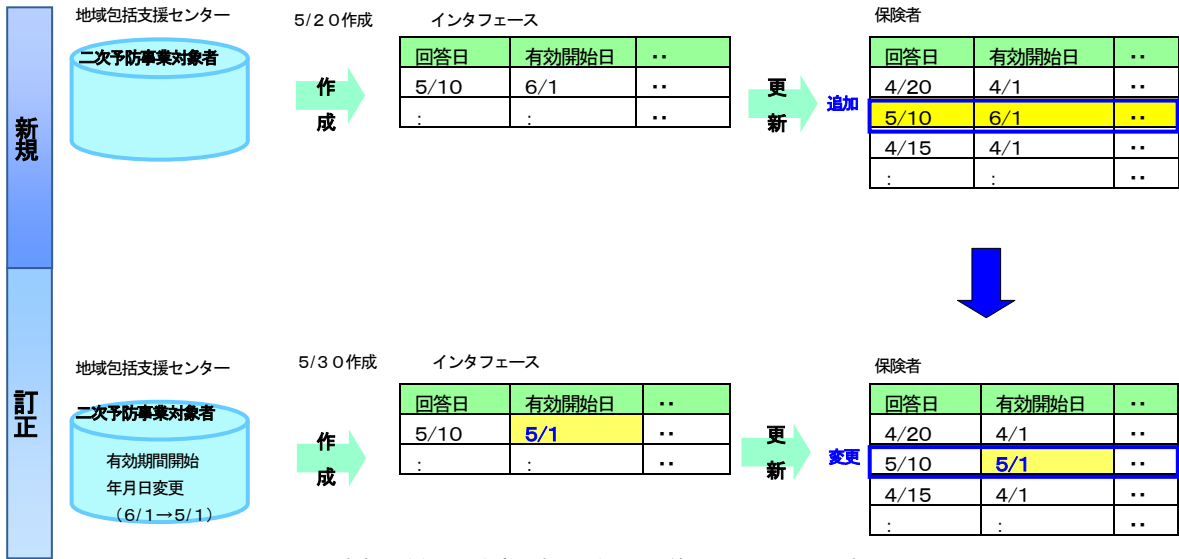 新規
地域包括支援センター
5/20作成
インタフェース
保険者
二次予防事業対象者
作
成
回答日 有効開始日 ‥
5/10 6/1 ‥
: : ‥
更
新
追加
回答日 有効開始日 ‥
4/20 4/1 ‥
5/10 6/1 ‥
4/15 4/1 ‥
: : ‥
訂正
地域包括支援センター
5/30作成
インタフェース
保険者
二次予防事業対象者
有効期間開始
年月日変更
(6/1→5/1)
作
成
回答日 有効開始日 ‥
5/10 5/1 ‥
: : ‥
更
新
変更
回答日 有効開始日 ‥
4/20 4/1 ‥
5/10 5/1 ‥
4/15 4/1 ‥
: : ‥